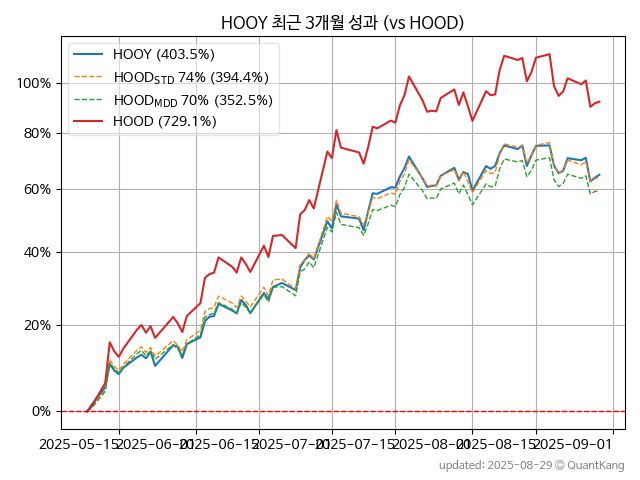 HOOY 최근 3개월 성과 (vs HOOD)
HOOY (403.5%)
HOOD_STD 74% (394.4%)
HOOD_MDD 70% (352.5%)
HOOD (729.1%)
100%
80%
60%
40%
20%
0%
2025-05-15 2025-06-01 2025-06-15 2025-07-01 2025-07-15 2025-08-01 2025-08-15 2025-09-01
updated: 2025-08-29 © QuantKang